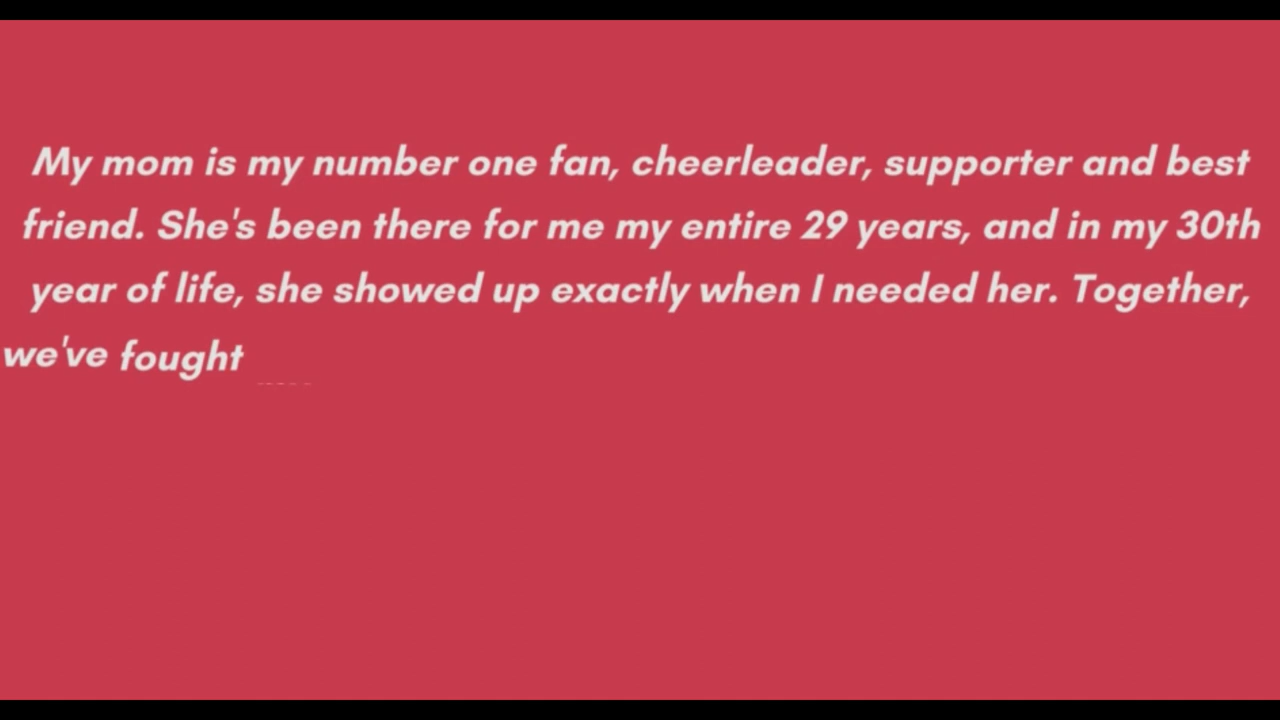 My mom is my number one fan, cheerleader, supporter and best
friend. She's been there for me my entire 29 years, and in my 30th
year of life, she showed up exactly when I needed her. Together,
we've fought